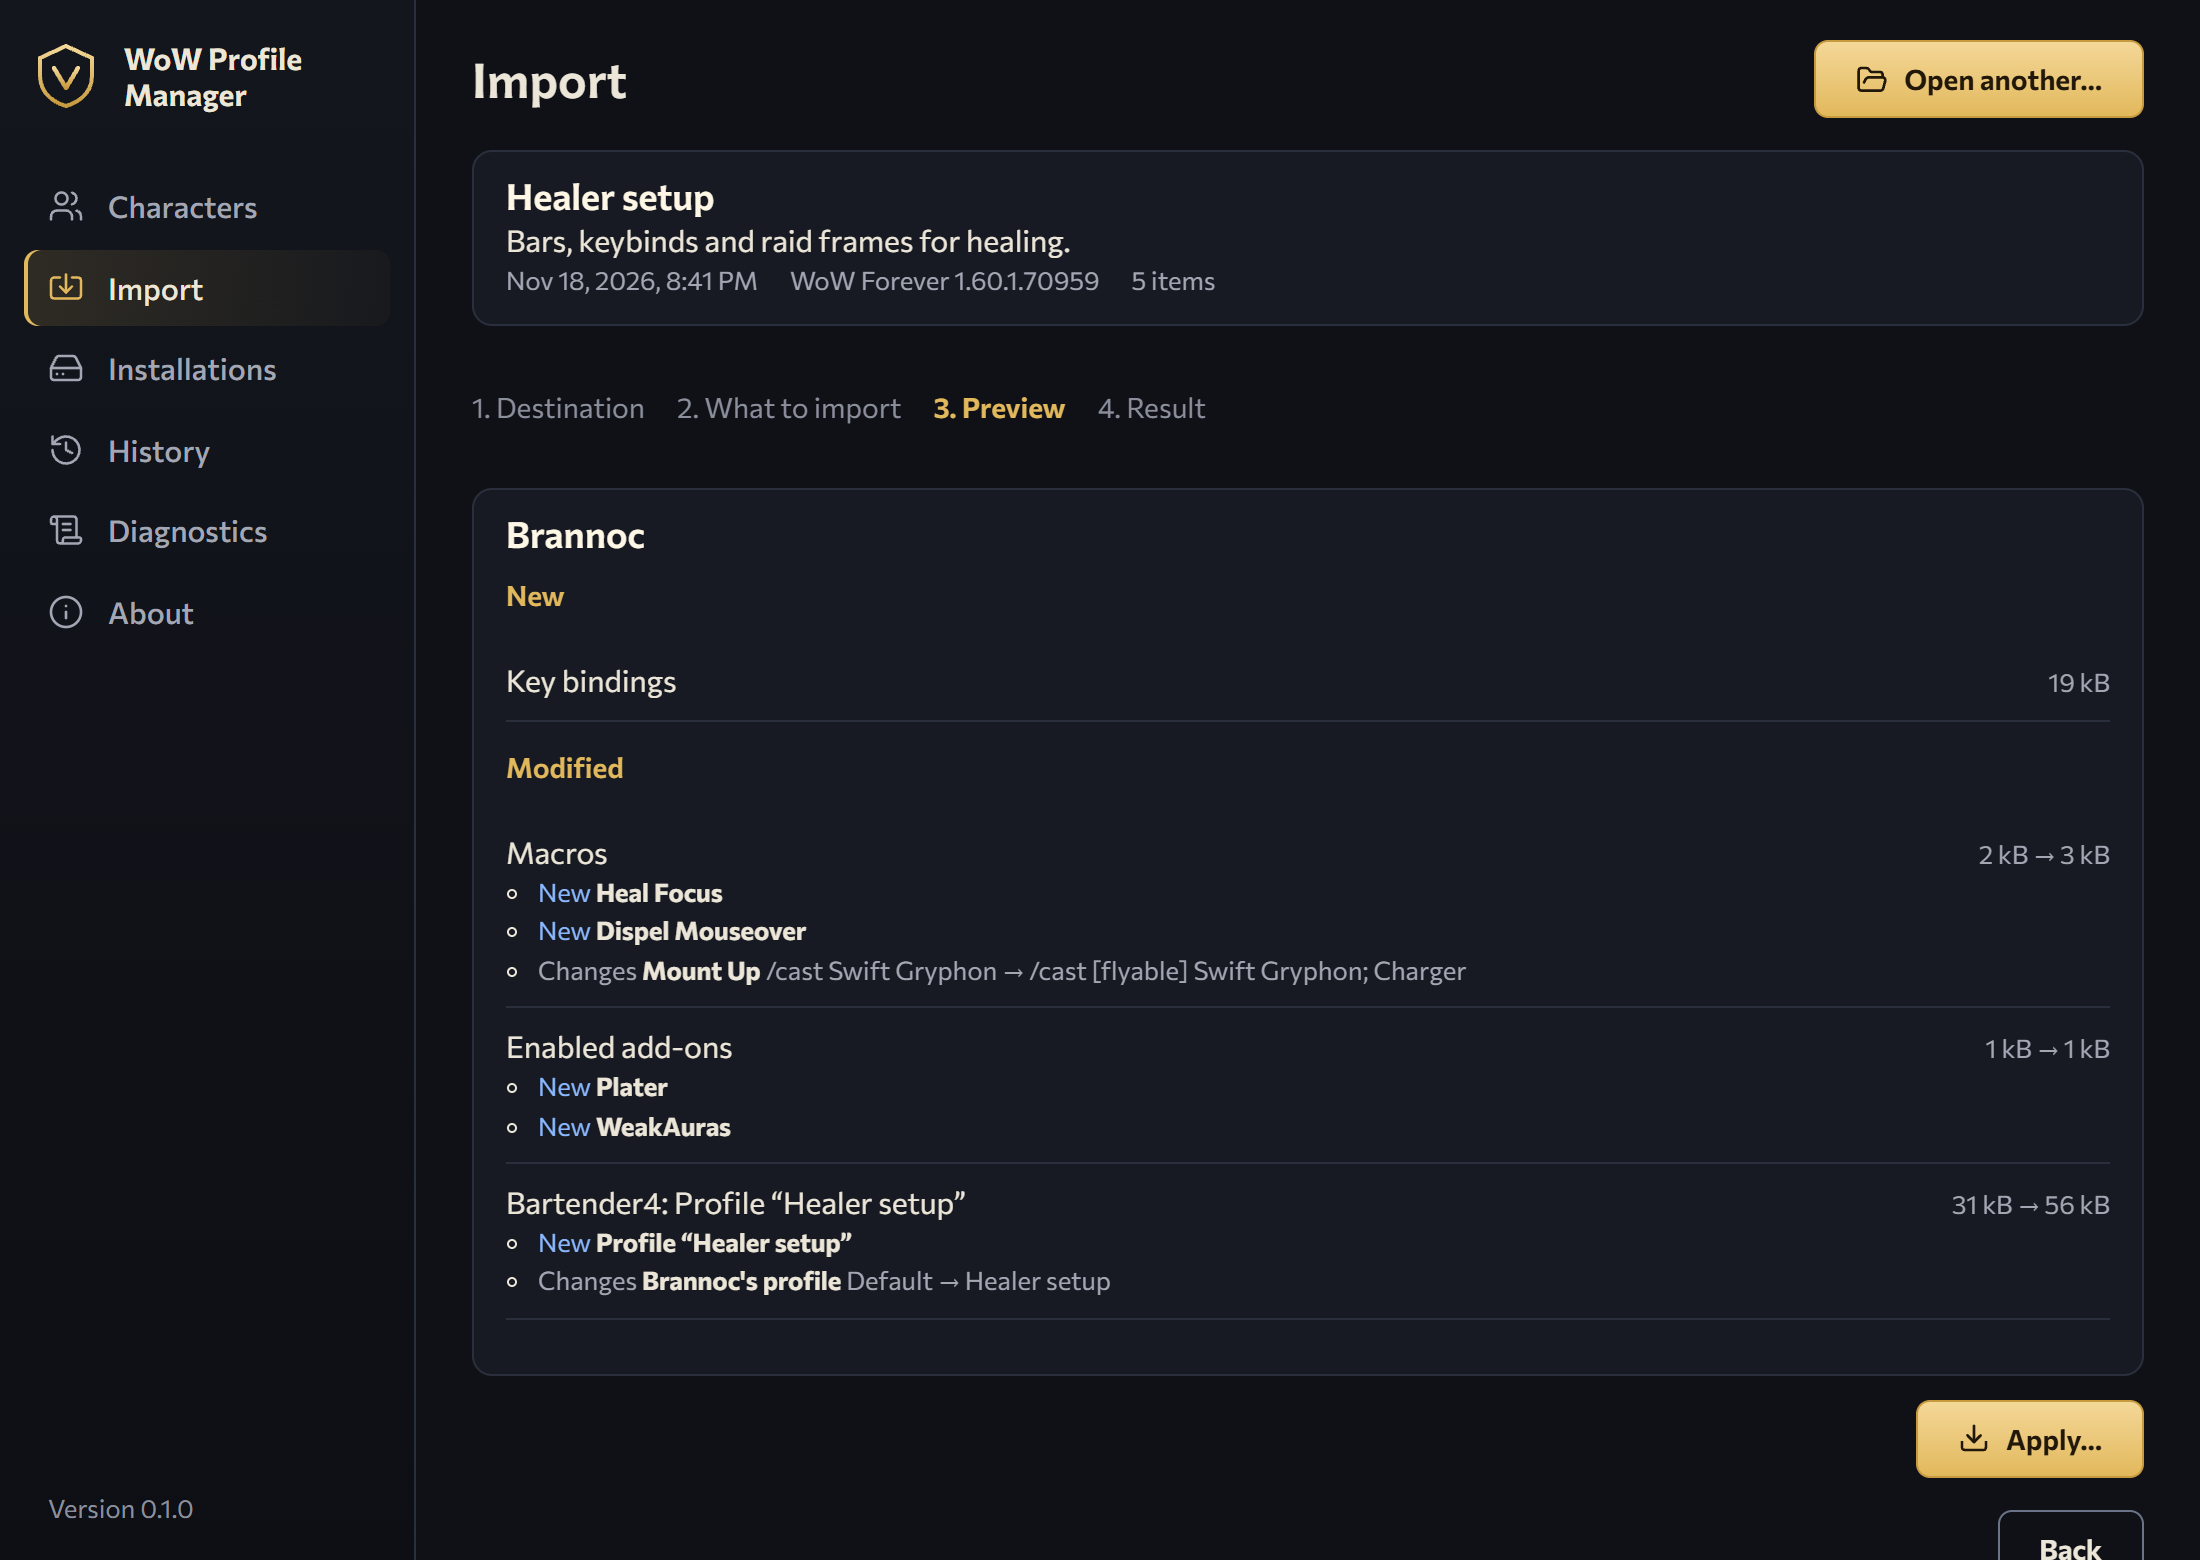 WoW Profile
Manager
Characters
Import
Installations
History
Diagnostics
About
Version 0.1.0
Import
Open another...
Healer setup
Bars, keybinds and raid frames for healing.
Nov 18, 2026, 8:41 PM WoW Forever 1.60.1.70959 5 items
1. Destination 2. What to import 3. Preview 4. Result
Brannoc
New
Key bindings 19 kB
Modified
Macros 2 kB → 3 kB
New Heal Focus
New Dispel Mouseover
Changes Mount Up /cast Swift Gryphon → /cast [flyable] Swift Gryphon; Charger
Enabled add-ons 1 kB → 1 kB
New Plater
New WeakAuras
Bartender4: Profile “Healer setup” 31 kB → 56 kB
New Profile “Healer setup”
Changes Brannoc's profile Default → Healer setup
Apply...
Back